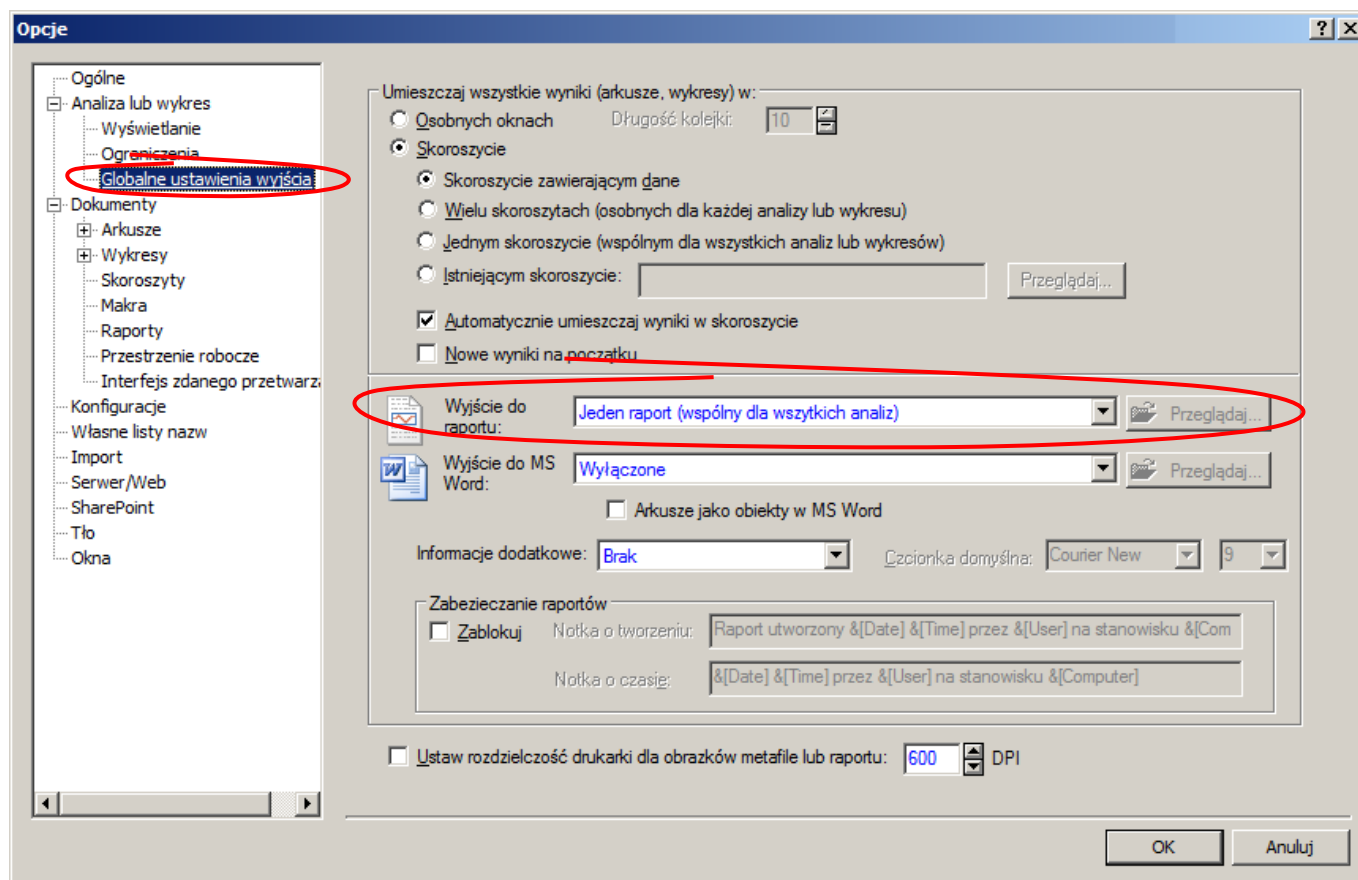 Opcje
Ogólne
Analiza lub wykres
Wyświetlanie
Ograniczenia
Globalne ustawienia wyjścia
Dokumenty
Arkusze
Wykresy
Skoroszyty
Makra
Raporty
Przestrzenie robocze
Interfejs zdanego przetwarz
Konfiguracje
Własne listy nazw
Import
Serwer/Web
SharePoint
Tło
Okna
Umieszczaj wszystkie wyniki (arkusze, wykresy) w:
Osobnych oknach Długość kolejki: 10
Skoroszycie
Skoroszycie zawierającym dane
Wielu skoroszytach (osobnych dla każdej analizy lub wykresu)
Jednym skoroszycie (wspólnym dla wszystkich analiz lub wykresów)
Istniejącym skoroszycie: Przeglądaj...
Automatycznie umieszczaj wyniki w skoroszycie
Nowe wyniki na początku
Wyjście do raportu: Jeden raport (wspólny dla wszytkich analiz) Przeglądaj...
Wyjście do MS Word: Wyłączone Przeglądaj...
Arkusze jako obiekty w MS Word
Informacje dodatkowe: Brak Czcionka domyślna: Courier New 9
Zabezieczanie raportów
Zablokuj Notka o tworzeniu: Raport utworzony &[Date] &[Time] przez &[User] na stanowisku &[Com
Notka o czasię: &[Date] &[Time] przez &[User] na stanowisku &[Computer]
Ustaw rozdzielczość drukarki dla obrazków metafile lub raportu: 600 DPI
OK Anuluj